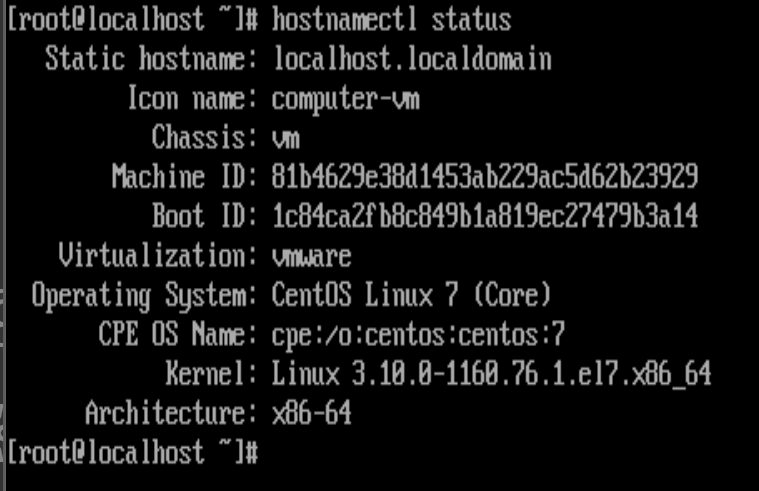 [root@localhost ~]# hostnamectl status
Static hostname: localhost.localdomain
Icon name: computer-vm
Chassis: vm
Machine ID: 81b4629e38d1453ab229ac5d62b23929
Boot ID: 1c84ca2fb8c849b1a819ec27479b3a14
Virtualization: vmware
Operating System: CentOS Linux 7 (Core)
CPE OS Name: cpe:/o:centos:centos:7
Kernel: Linux 3.10.0-1160.76.1.el7.x86_64
Architecture: x86-64
[root@localhost ~]#